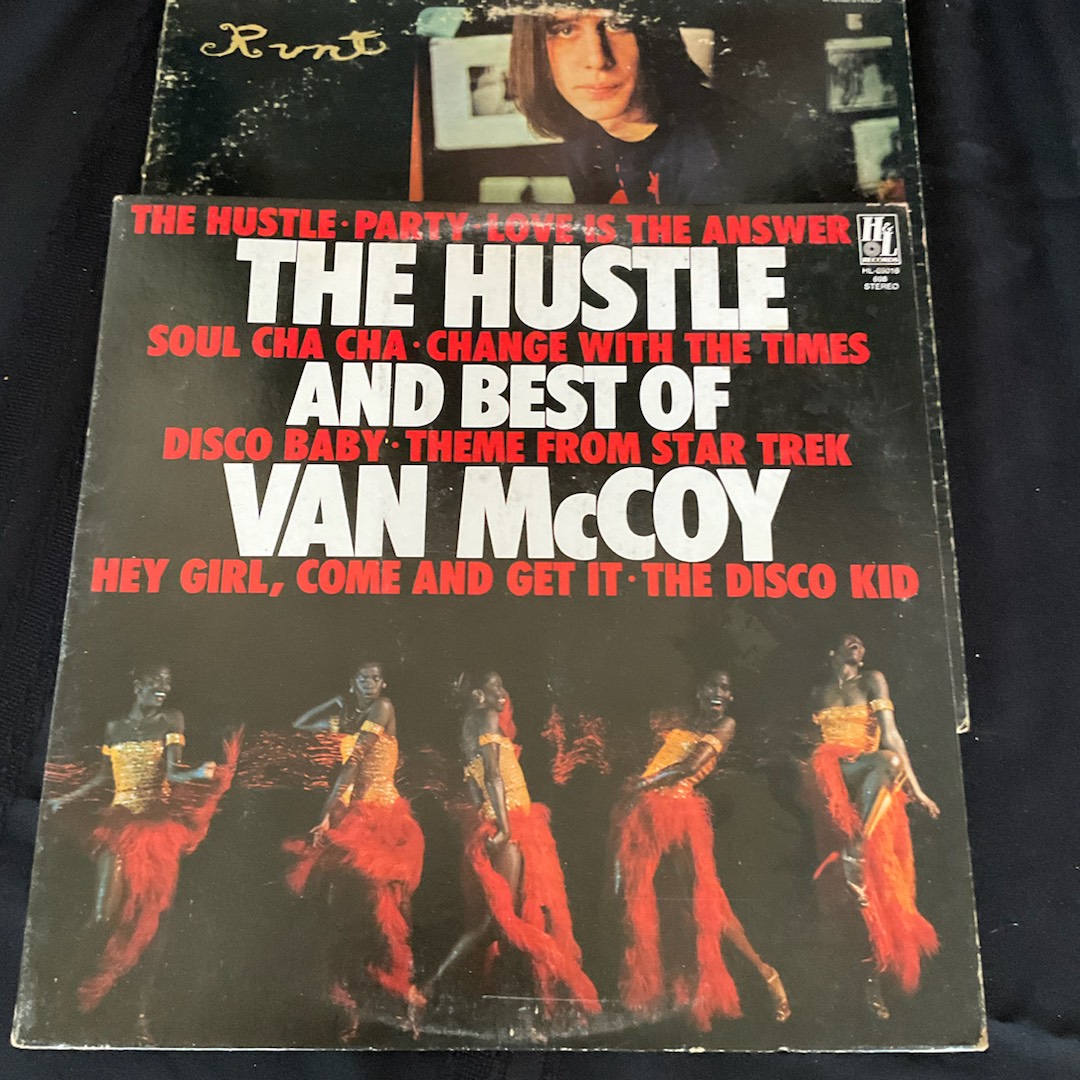 Runt
THE HUSTLE · PARTY · LOVE IS THE ANSWER
H&L
RECORDS
THE HUSTLE
STEREO
SOUL CHA CHA · CHANGE WITH THE TIMES
AND BEST OF
DISCO BABY · THEME FROM STAR TREK
VAN McCOY
HEY GIRL, COME AND GET IT · THE DISCO KID